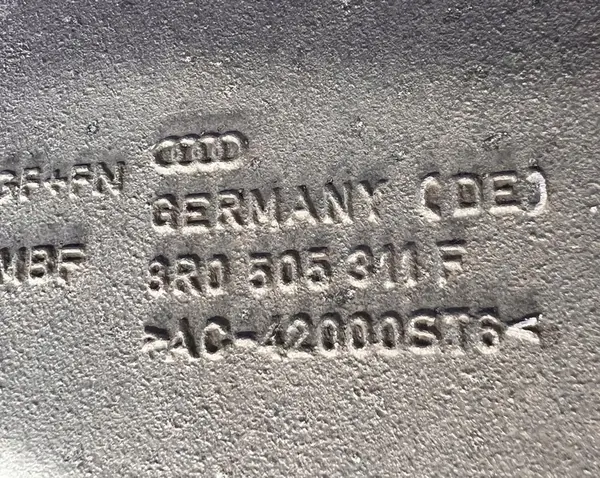 GERMANY (DE)
8R0 505 311 F
>AC-42000ST6<